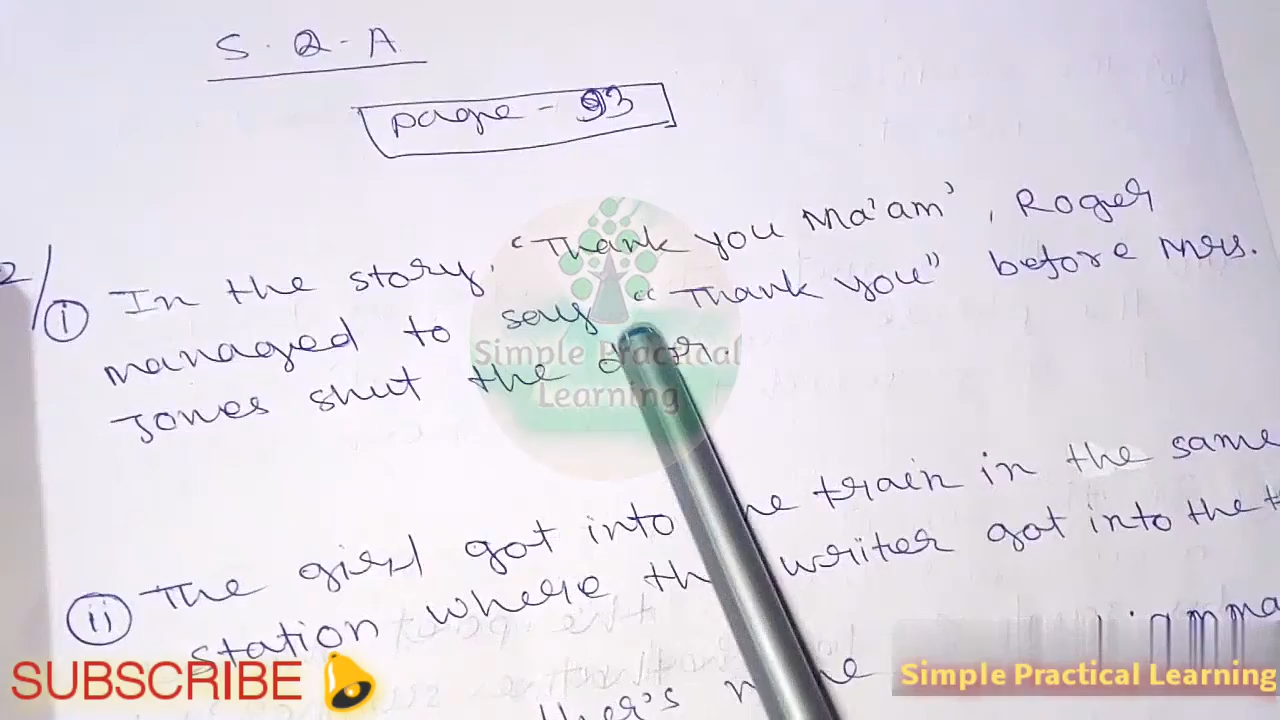 S. Q - A
Page - 93
2/
i In the story, "Thank you Ma'am', Roger
managed to say "Thank you" before Mrs.
Jones shut the door.
ii The girl got into the train in the same
station where the writer got into the
Simple Practical
Learning
SUBSCRIBE
Simple Practical Learning